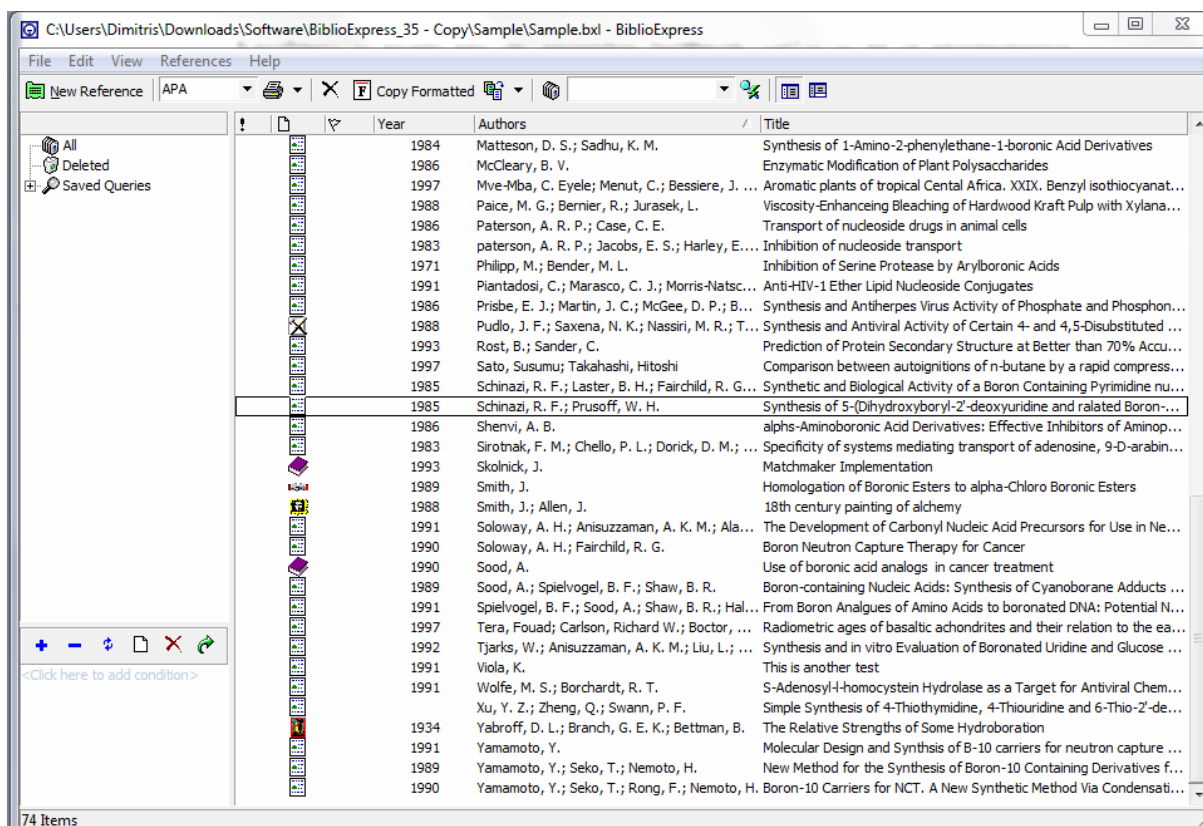 C:\Users\Dimitris\Downloads\Software\BiblioExpress_35 - Copy\Sample\Sample.bxl - BiblioExpress
File Edit View References Help
New Reference APA Copy Formatted
! Year Authors Title
All
Deleted
Saved Queries
1984 Matteson, D. S.; Sadhu, K. M. Synthesis of 1-Amino-2-phenylethane-1-boronic Acid Derivatives
1986 McCleary, B. V. Enzymatic Modification of Plant Polysaccharides
1997 Mve-Mba, C. Eyele; Menut, C.; Bessiere, J. ... Aromatic plants of tropical Cental Africa. XXIX. Benzyl isothiocyanat...
1988 Paice, M. G.; Bernier, R.; Jurasek, L. Viscosity-Enhanceing Bleaching of Hardwood Kraft Pulp with Xylana...
1986 Paterson, A. R. P.; Case, C. E. Transport of nucleoside drugs in animal cells
1983 paterson, A. R. P.; Jacobs, E. S.; Harley, E.... Inhibition of nucleoside transport
1971 Philipp, M.; Bender, M. L. Inhibition of Serine Protease by Arylboronic Acids
1991 Piantadosi, C.; Marasco, C. J.; Morris-Natsc... Anti-HIV-1 Ether Lipid Nucleoside Conjugates
1986 Prisbe, E. J.; Martin, J. C.; McGee, D. P.; B... Synthesis and Antiherpes Virus Activity of Phosphate and Phosphon...
1988 Pudlo, J. F.; Saxena, N. K.; Nassiri, M. R.; T... Synthesis and Antiviral Activity of Certain 4- and 4,5-Disubstituted ...
1993 Rost, B.; Sander, C. Prediction of Protein Secondary Structure at Better than 70% Accu...
1997 Sato, Susumu; Takahashi, Hitoshi Comparison between autoignitions of n-butane by a rapid compress...
1985 Schinazi, R. F.; Laster, B. H.; Fairchild, R. G... Synthetic and Biological Activity of a Boron Containing Pyrimidine nu...
1985 Schinazi, R. F.; Prusoff, W. H. Synthesis of 5-(Dihydroxyboryl-2'-deoxyuridine and ralated Boron-...
1986 Shenvi, A. B. alphs-Aminoboronic Acid Derivatives: Effective Inhibitors of Aminop...
1983 Sirotnak, F. M.; Chello, P. L.; Dorick, D. M.; ... Specificity of systems mediating transport of adenosine, 9-D-arabin...
1993 Skolnick, J. Matchmaker Implementation
1989 Smith, J. Homologation of Boronic Esters to alpha-Chloro Boronic Esters
1988 Smith, J.; Allen, J. 18th century painting of alchemy
1991 Soloway, A. H.; Anisuzzaman, A. K. M.; Ala... The Development of Carbonyl Nucleic Acid Precursors for Use in Ne...
1990 Soloway, A. H.; Fairchild, R. G. Boron Neutron Capture Therapy for Cancer
1990 Sood, A. Use of boronic acid analogs in cancer treatment
1989 Sood, A.; Spielvogel, B. F.; Shaw, B. R. Boron-containing Nucleic Acids: Synthesis of Cyanoborane Adducts ...
1991 Spielvogel, B. F.; Sood, A.; Shaw, B. R.; Hal... From Boron Analgues of Amino Acids to boronated DNA: Potential N...
1997 Tera, Fouad; Carlson, Richard W.; Boctor, ... Radiometric ages of basaltic achondrites and their relation to the ea...
1992 Tjarks, W.; Anisuzzaman, A. K. M.; Liu, L.; ... Synthesis and in vitro Evaluation of Boronated Uridine and Glucose ...
1991 Viola, K. This is another test
1991 Wolfe, M. S.; Borchardt, R. T. S-Adenosyl-l-homocystein Hydrolase as a Target for Antiviral Chem...
Xu, Y. Z.; Zheng, Q.; Swann, P. F. Simple Synthesis of 4-Thiothymidine, 4-Thiouridine and 6-Thio-2'-de...
1934 Yabroff, D. L.; Branch, G. E. K.; Bettman, B. The Relative Strengths of Some Hydroboration
1991 Yamamoto, Y. Molecular Design and Synthsis of B-10 carriers for neutron capture ...
1989 Yamamoto, Y.; Seko, T.; Nemoto, H. New Method for the Synthesis of Boron-10 Containing Derivatives f...
1990 Yamamoto, Y.; Seko, T.; Rong, F.; Nemoto, H. Boron-10 Carriers for NCT. A New Synthetic Method Via Condensati...
<Click here to add condition>
74 Items